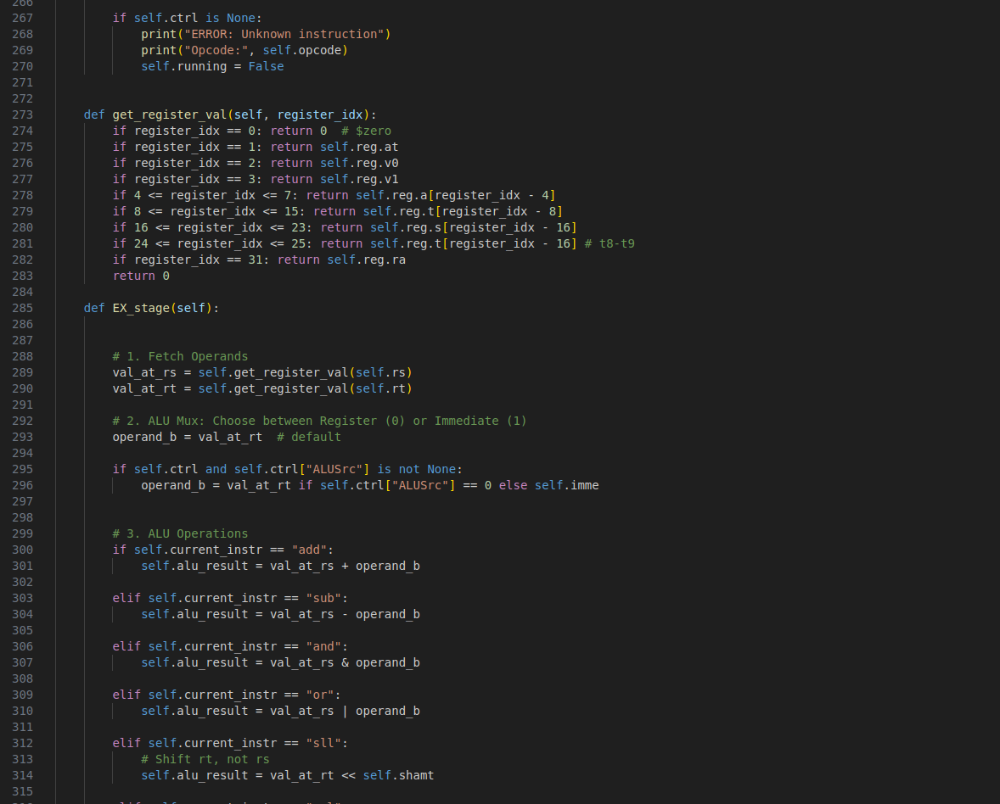 266
267 if self.ctrl is None:
268 print("ERROR: Unknown instruction")
269 print("Opcode:", self.opcode)
270 self.running = False
271
272
273 def get_register_val(self, register_idx):
274 if register_idx == 0: return 0  # $zero
275 if register_idx == 1: return self.reg.at
276 if register_idx == 2: return self.reg.v0
277 if register_idx == 3: return self.reg.v1
278 if 4 <= register_idx <= 7: return self.reg.a[register_idx - 4]
279 if 8 <= register_idx <= 15: return self.reg.t[register_idx - 8]
280 if 16 <= register_idx <= 23: return self.reg.s[register_idx - 16]
281 if 24 <= register_idx <= 25: return self.reg.t[register_idx - 16] # t8-t9
282 if register_idx == 31: return self.reg.ra
283 return 0
284
285 def EX_stage(self):
286
287
288 # 1. Fetch Operands
289 val_at_rs = self.get_register_val(self.rs)
290 val_at_rt = self.get_register_val(self.rt)
291
292 # 2. ALU Mux: Choose between Register (0) or Immediate (1)
293 operand_b = val_at_rt  # default
294
295 if self.ctrl and self.ctrl["ALUSrc"] is not None:
296 operand_b = val_at_rt if self.ctrl["ALUSrc"] == 0 else self.imme
297
298
299 # 3. ALU Operations
300 if self.current_instr == "add":
301 self.alu_result = val_at_rs + operand_b
302
303 elif self.current_instr == "sub":
304 self.alu_result = val_at_rs - operand_b
305
306 elif self.current_instr == "and":
307 self.alu_result = val_at_rs & operand_b
308
309 elif self.current_instr == "or":
310 self.alu_result = val_at_rs | operand_b
311
312 elif self.current_instr == "sll":
313 # Shift rt, not rs
314 self.alu_result = val_at_rt << self.shamt
315